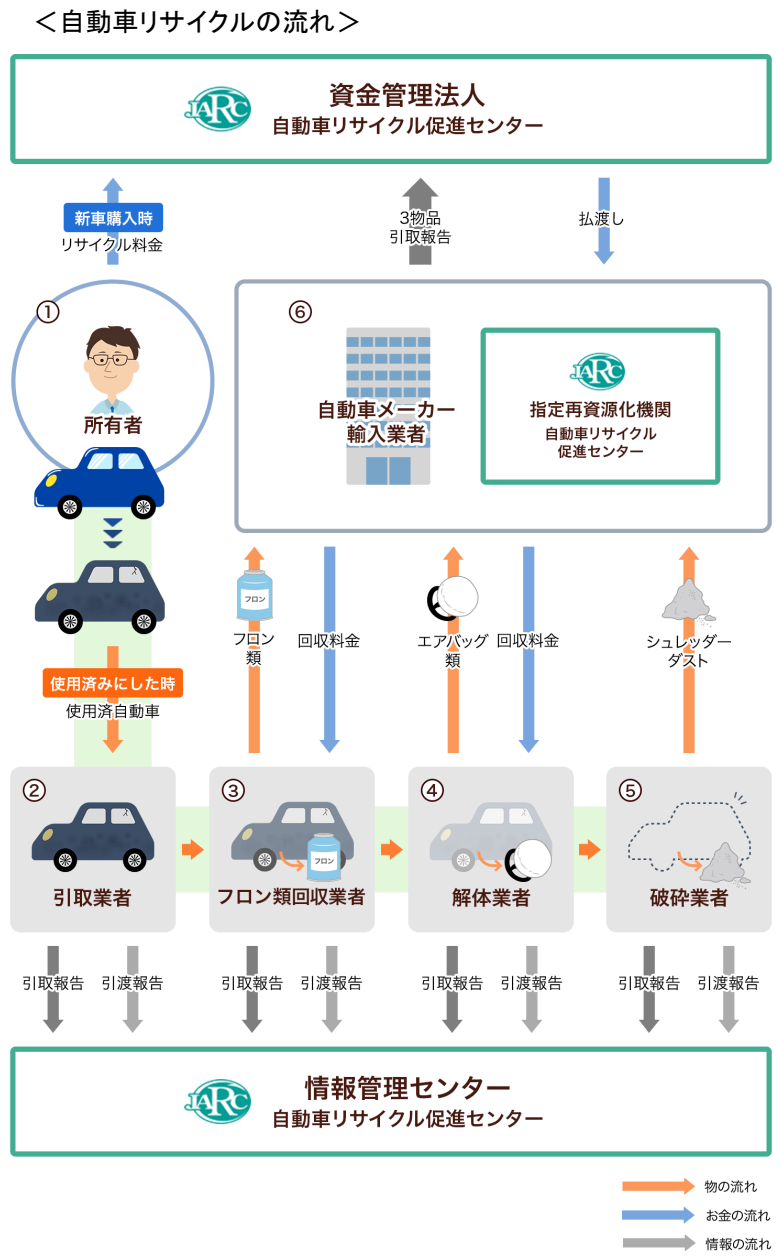 ＜自動車リサイクルの流れ＞
JARC
資金管理法人
自動車リサイクル促進センター
新車購入時
リサイクル料金
3物品
引取報告
払渡し
①
所有者
⑥
自動車メーカー
輸入業者
JARC
指定再資源化機関
自動車リサイクル
促進センター
フロン
フロン
類
回収料金
エアバッグ
類
回収料金
シュレッダー
ダスト
使用済みにした時
使用済自動車
②
引取業者
③
フロン
フロン類回収業者
④
解体業者
⑤
破砕業者
引取報告
引渡報告
引取報告
引渡報告
引取報告
引渡報告
引取報告
引渡報告
JARC
情報管理センター
自動車リサイクル促進センター
物の流れ
お金の流れ
情報の流れ